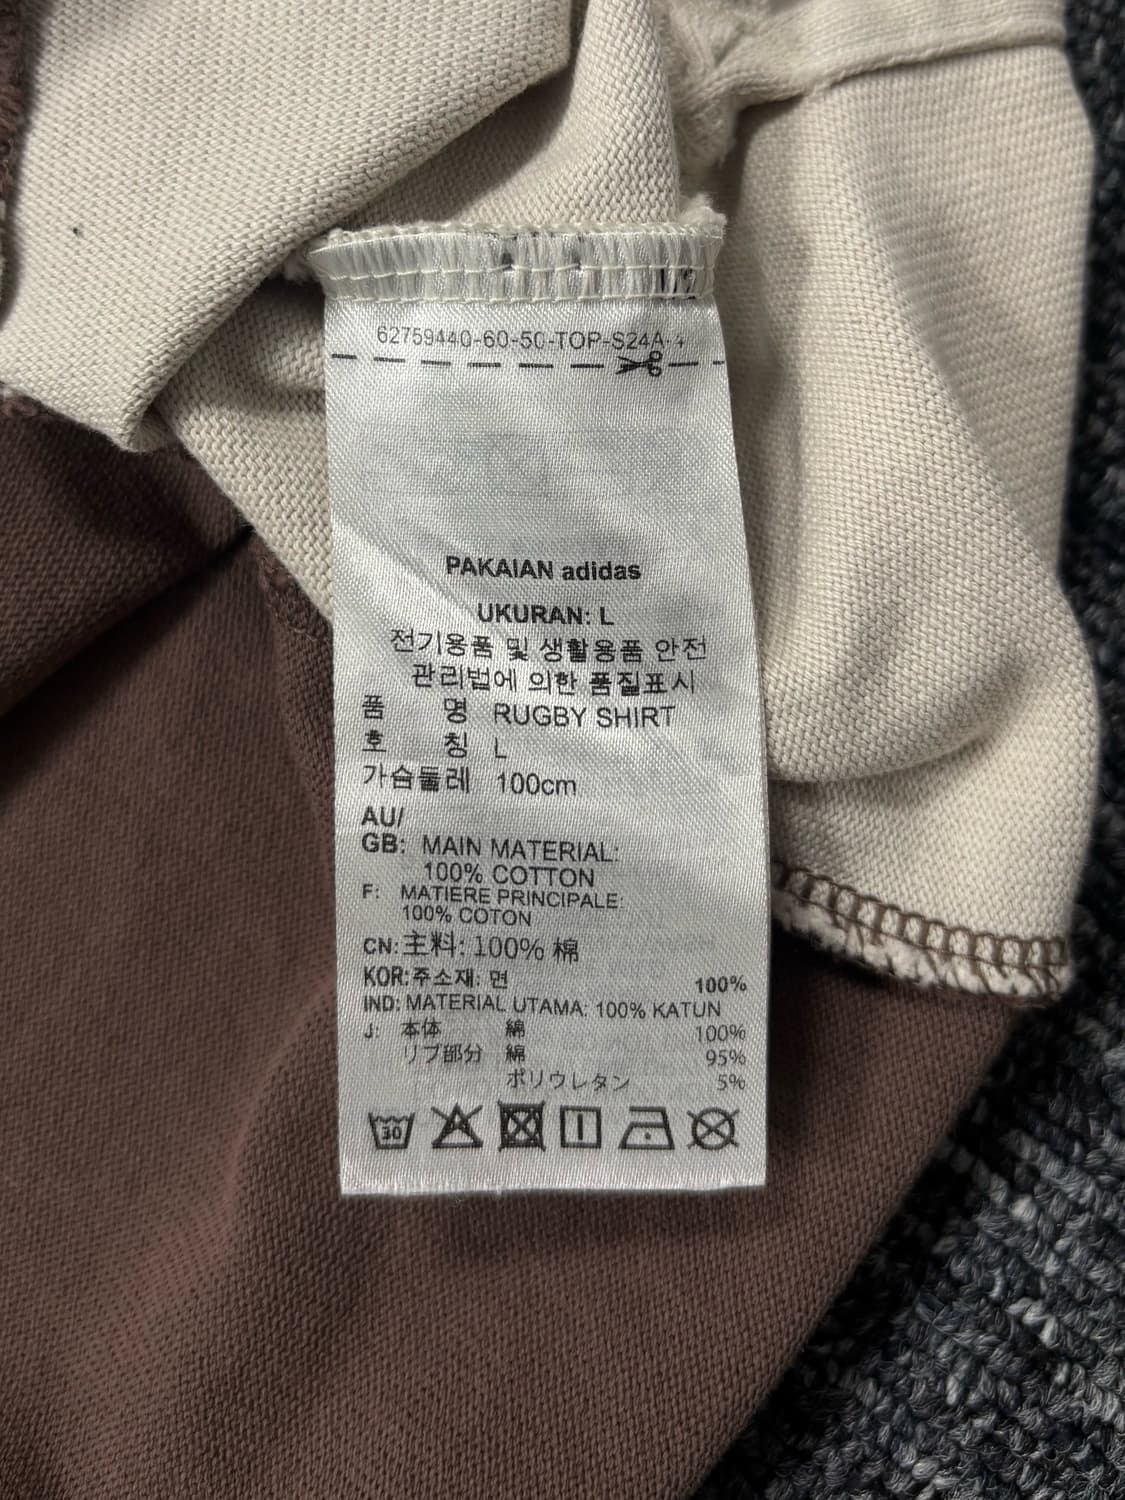 62759440-60-50-TOP-S24A-
PAKAIAN adidas
UKURAN: L
전기용품 및 생활용품 안전
관리법에 의한 품질표시
품 명 RUGBY SHIRT
호 칭 L
가슴둘레 100cm
AU/
GB: MAIN MATERIAL:
100% COTTON
F: MATIERE PRINCIPALE:
100% COTON
CN: 主料: 100% 棉
KOR: 주소재: 면 100%
IND: MATERIAL UTAMA: 100% KATUN
J: 本体 綿 100%
リブ部分 綿 95%
ポリウレタン 5%
30